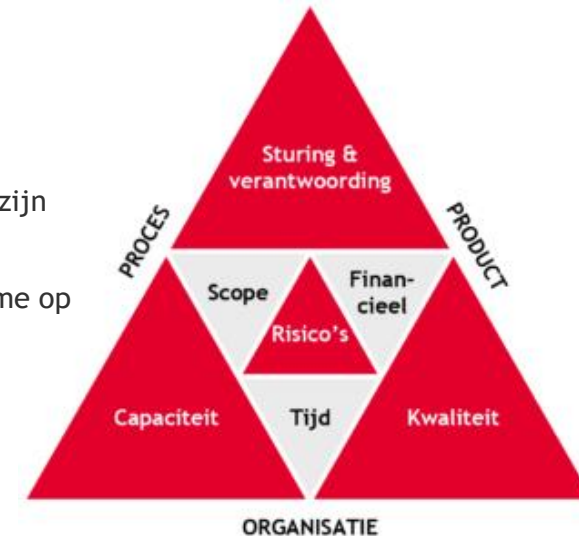 zijn
me op
Sturing &
verantwoording
PROCES
PRODUCT
Scope
Finan-
cieel
Risico's
Capaciteit
Tijd
Kwaliteit
ORGANISATIE